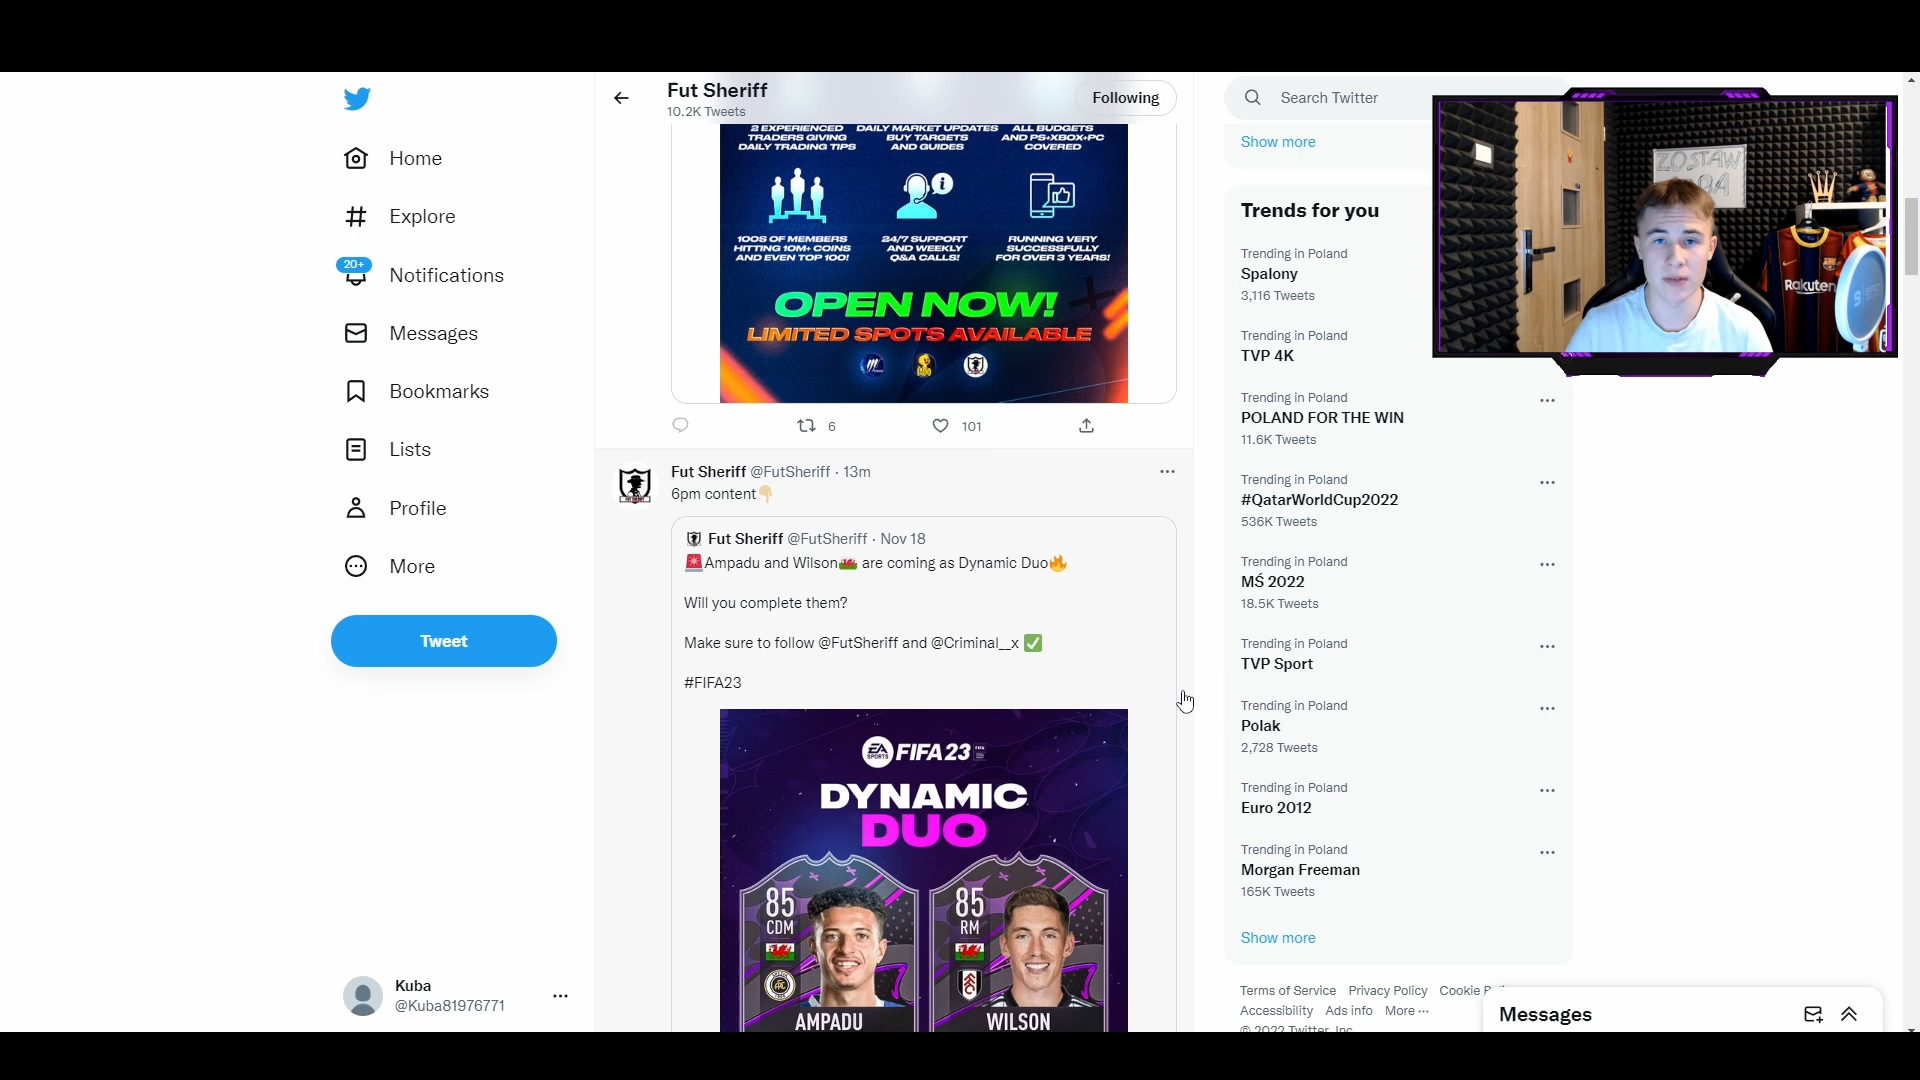 Home
Explore
20+
Notifications
Messages
Bookmarks
Lists
Profile
More
Tweet
Kuba
@Kuba81976771
Fut Sheriff
10.2K Tweets
Following
2 EXPERIENCED
TRADERS GIVING
DAILY TRADING TIPS
DAILY MARKET UPDATES
BUY TARGETS
AND GUIDES
ALL BUDGETS
AND PS+XBOX+PC
COVERED
100S OF MEMBERS
HITTING 10M+ COINS
AND EVEN TOP 100!
24/7 SUPPORT
AND WEEKLY
Q&A CALLS!
RUNNING VERY
SUCCESSFULLY
FOR OVER 3 YEARS!
OPEN NOW!
LIMITED SPOTS AVAILABLE
6
101
Fut Sheriff @FutSheriff · 13m
6pm content👇🏼
Fut Sheriff @FutSheriff · Nov 18
🚨Ampadu and Wilson🏴󠁧󠁢󠁷󠁬󠁳󠁿 are coming as Dynamic Duo🔥
Will you complete them?
Make sure to follow @FutSheriff and @Criminal__x ✅
#FIFA23
EA SPORTS FIFA 23
DYNAMIC
DUO
85
CDM
AMPADU
85
RM
WILSON
Search Twitter
Show more
Trends for you
Trending in Poland
Spalony
3,116 Tweets
Trending in Poland
TVP 4K
Trending in Poland
POLAND FOR THE WIN
11.6K Tweets
Trending in Poland
#QatarWorldCup2022
536K Tweets
Trending in Poland
MŚ 2022
18.5K Tweets
Trending in Poland
TVP Sport
Trending in Poland
Polak
2,728 Tweets
Trending in Poland
Euro 2012
Trending in Poland
Morgan Freeman
165K Tweets
Show more
Terms of Service Privacy Policy Cookie
Accessibility Ads info More ···
© 2022 Twitter, Inc.
Messages
ZOSTAW
Rakuten